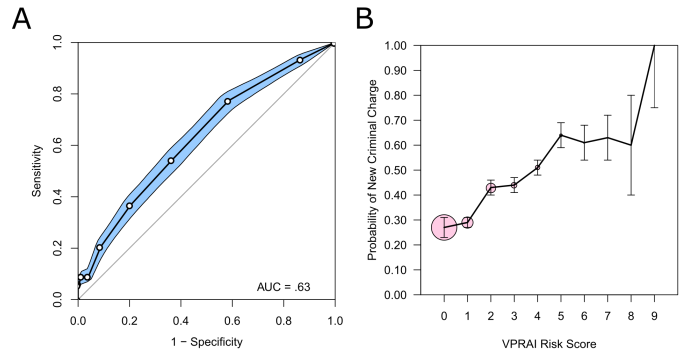 A
B
Sensitivity
1.0
0.8
0.6
0.4
0.2
0.0
AUC = .63
0.0 0.2 0.4 0.6 0.8 1.0
1 − Specificity
Probability of New Criminal Charge
1.00
0.90
0.80
0.70
0.60
0.50
0.40
0.30
0.20
0.10
0.00
0 1 2 3 4 5 6 7 8 9
VPRAI Risk Score